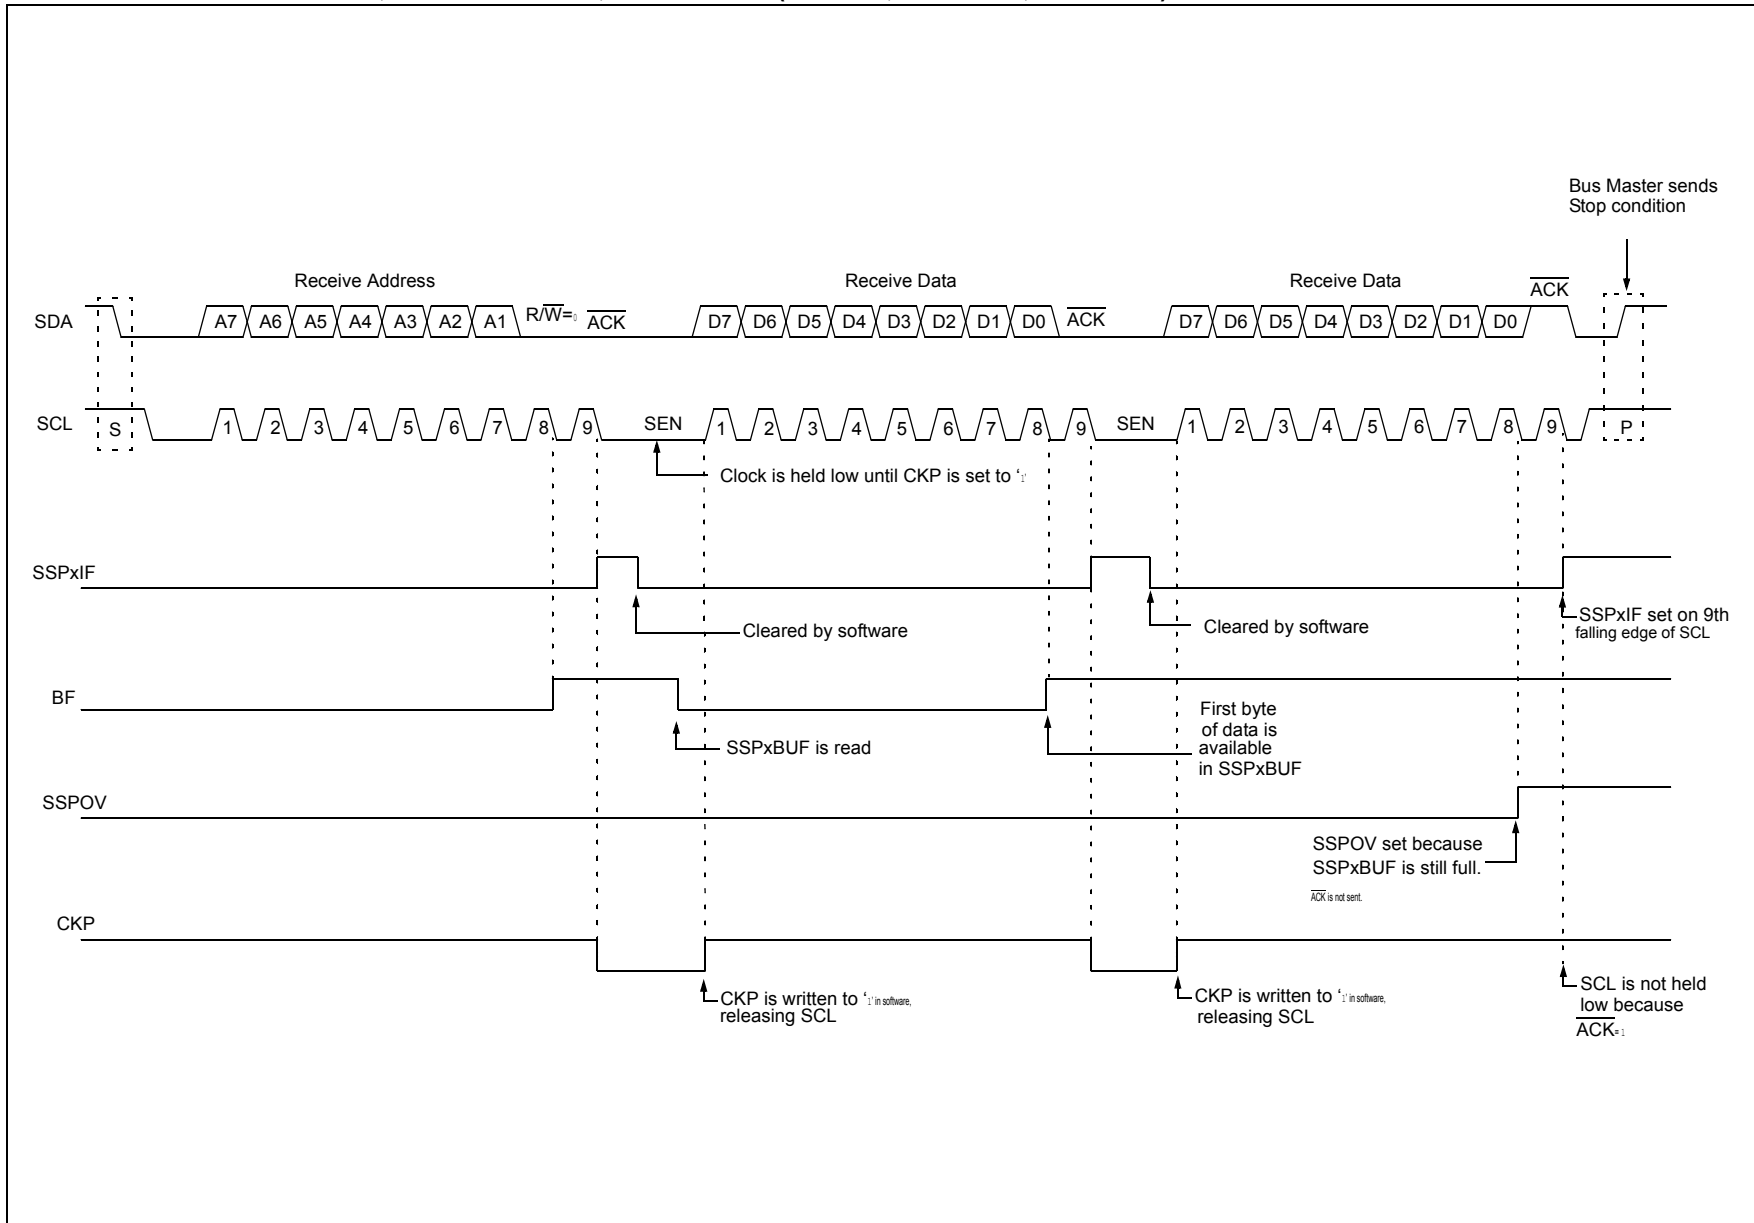 Bus Master sends
Stop condition
Receive Address
Receive Data
Receive Data
ACK
SDA
A7 A6 A5 A4 A3 A2 A1 R/W=0 ACK
D7 D6 D5 D4 D3 D2 D1 D0 ACK
D7 D6 D5 D4 D3 D2 D1 D0
SCL
S
1 2 3 4 5 6 7 8 9 SEN
1 2 3 4 5 6 7 8 9 SEN
1 2 3 4 5 6 7 8 9
P
Clock is held low until CKP is set to ‘1’
SSPxIF
Cleared by software
Cleared by software
SSPxIF set on 9th
falling edge of SCL
BF
SSPxBUF is read
First byte
of data is
available
in SSPxBUF
SSPOV
SSPOV set because
SSPxBUF is still full.
ACK is not sent.
CKP
CKP is written to ‘1’ in software,
releasing SCL
CKP is written to ‘1’ in software,
releasing SCL
SCL is not held
low because
ACK= 1